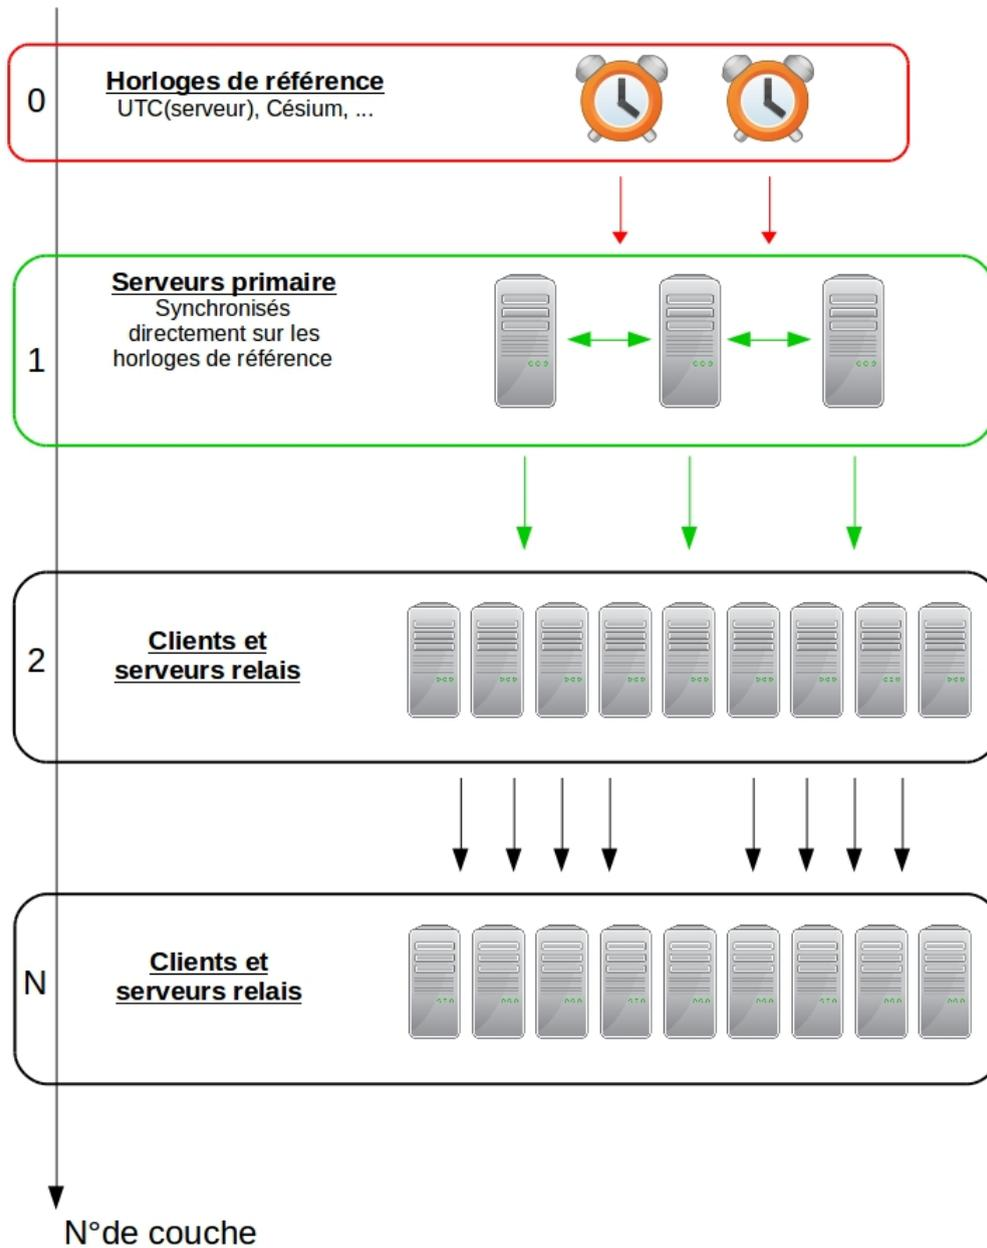 0
Horloges de référence
UTC(serveur), Césium, ...
1
Serveurs primaire
Synchronisés
directement sur les
horloges de référence
2
Clients et
serveurs relais
N
Clients et
serveurs relais
N°de couche